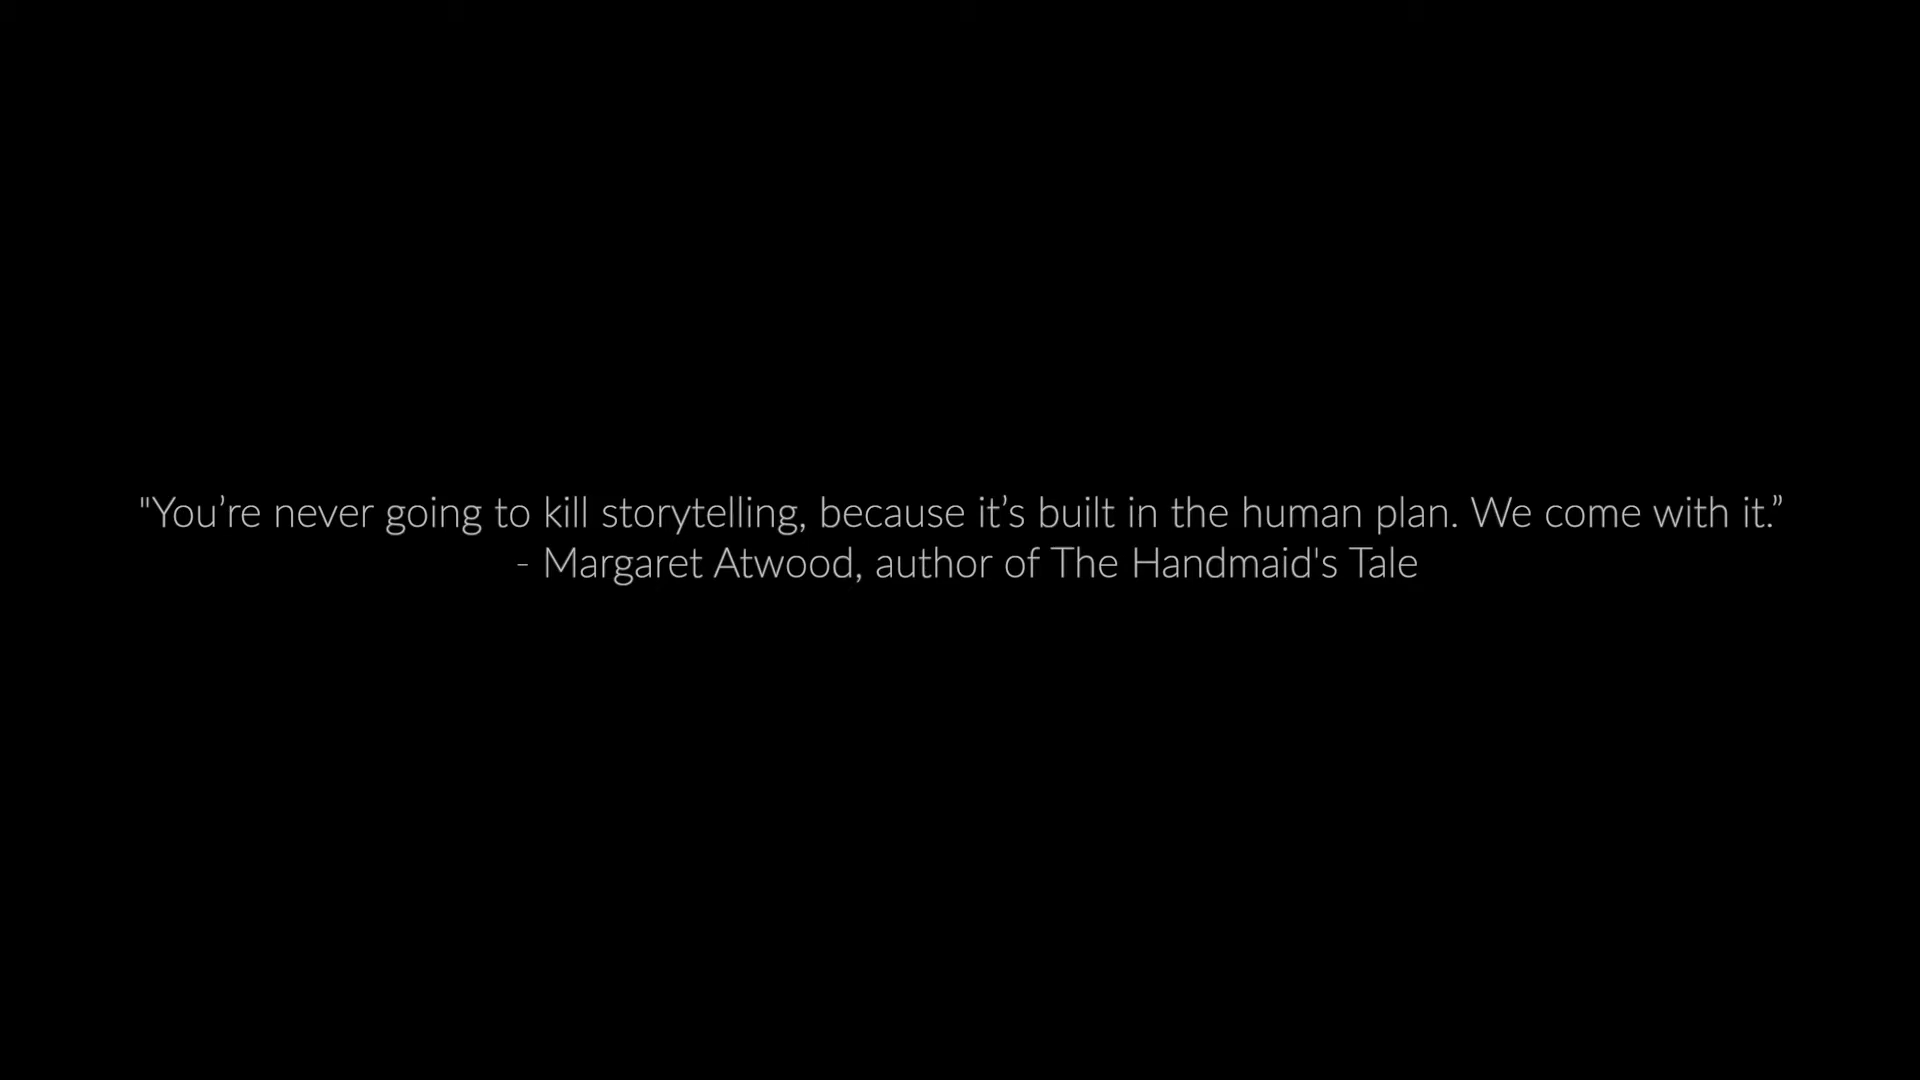 "You’re never going to kill storytelling, because it’s built in the human plan. We come with it.”
- Margaret Atwood, author of The Handmaid's Tale